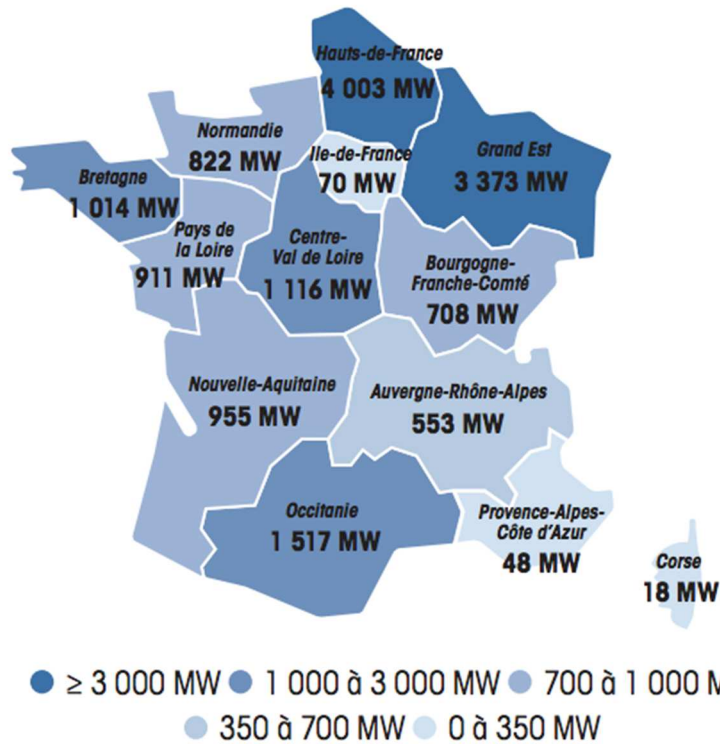 Hauts-de-France
4 003 MW
Normandie
822 MW
Ile-de-France
70 MW
Grand Est
3 373 MW
Bretagne
1 014 MW
Pays de
la Loire
911 MW
Centre-
Val de Loire
1 116 MW
Bourgogne-
Franche-Comté
708 MW
Nouvelle-Aquitaine
955 MW
Auvergne-Rhône-Alpes
553 MW
Occitanie
1 517 MW
Provence-Alpes-
Côte d'Azur
48 MW
Corse
18 MW
≥ 3 000 MW 1 000 à 3 000 MW 700 à 1 000 M
350 à 700 MW 0 à 350 MW